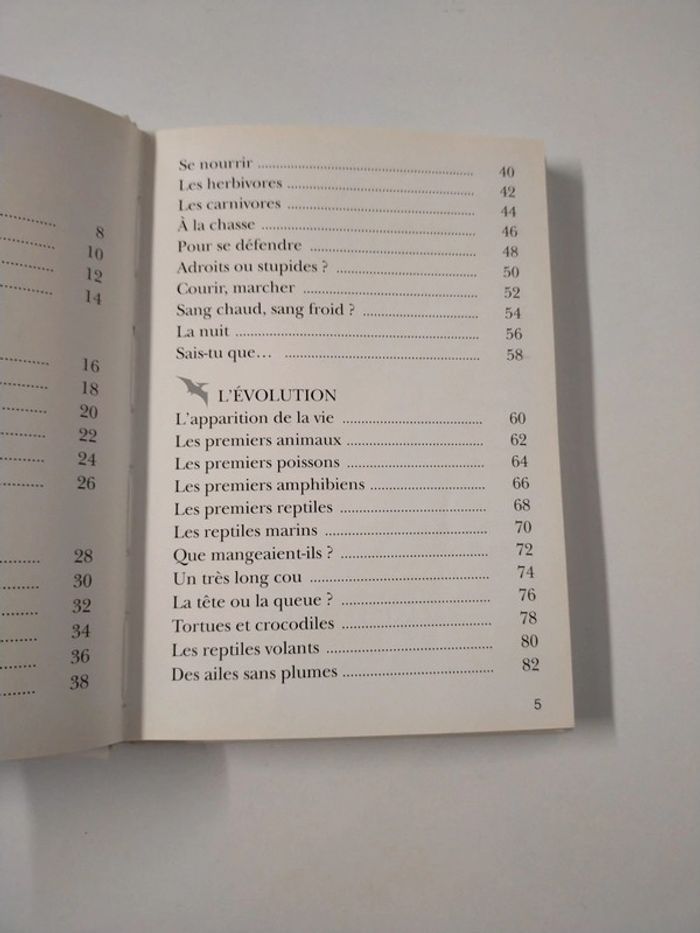 8
10
12
14
16
18
20
22
24
26
28
30
32
34
36
38
Se nourrir ........ 40
Les herbivores ........ 42
Les carnivores ........ 44
À la chasse ........ 46
Pour se défendre ........ 48
Adroits ou stupides ? ........ 50
Courir, marcher ........ 52
Sang chaud, sang froid ? ........ 54
La nuit ........ 56
Sais-tu que… ........ 58
L'ÉVOLUTION
L'apparition de la vie ........ 60
Les premiers animaux ........ 62
Les premiers poissons ........ 64
Les premiers amphibiens ........ 66
Les premiers reptiles ........ 68
Les reptiles marins ........ 70
Que mangeaient-ils ? ........ 72
Un très long cou ........ 74
La tête ou la queue ? ........ 76
Tortues et crocodiles ........ 78
Les reptiles volants ........ 80
Des ailes sans plumes ........ 82
5